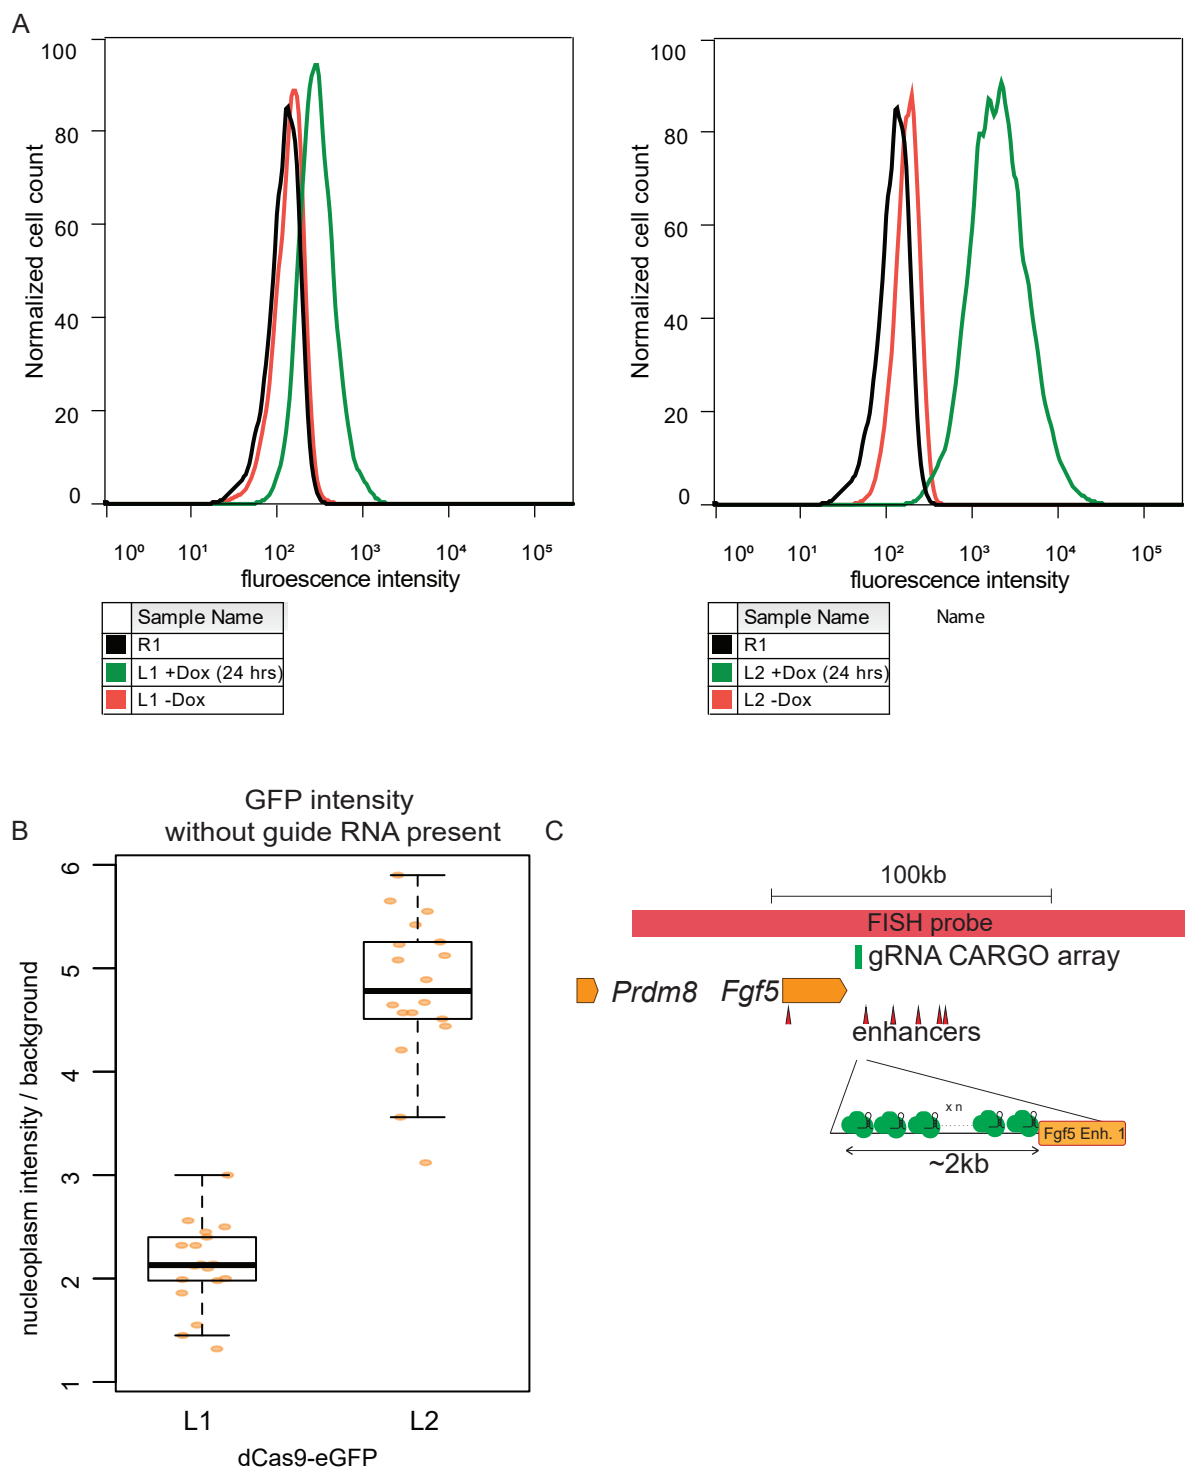 A
100
80
60
40
20
0
Normalized cell count
10⁰ 10¹ 10² 10³ 10⁴ 10⁵
fluroescence intensity
Sample Name
R1
L1 +Dox (24 hrs)
L1 -Dox
100
80
60
40
20
0
Normalized cell count
10⁰ 10¹ 10² 10³ 10⁴ 10⁵
fluorescence intensity
Sample Name
R1
L2 +Dox (24 hrs)
L2 -Dox
Name
B
GFP intensity
without guide RNA present
6
5
4
3
2
1
nucleoplasm intensity / background
L1 L2
dCas9-eGFP
C
100kb
FISH probe
gRNA CARGO array
Prdm8 Fgf5
enhancers
x n
Fgf5 Enh. 1
~2kb